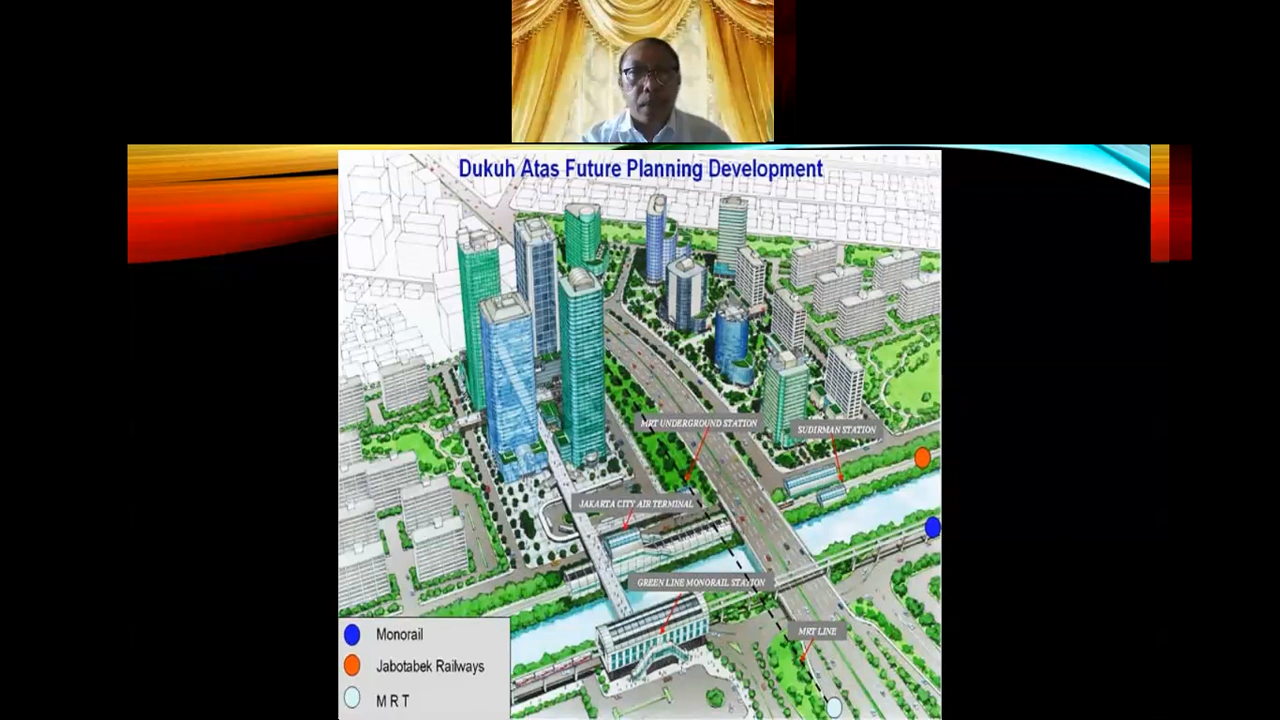 Dukuh Atas Future Planning Development
MRT UNDERGROUND STATION
SUDIRMAN STATION
JAKARTA CITY AIR TERMINAL
GREEN LINE MONORAIL STATION
MRT LINE
Monorail
Jabotabek Railways
M R T